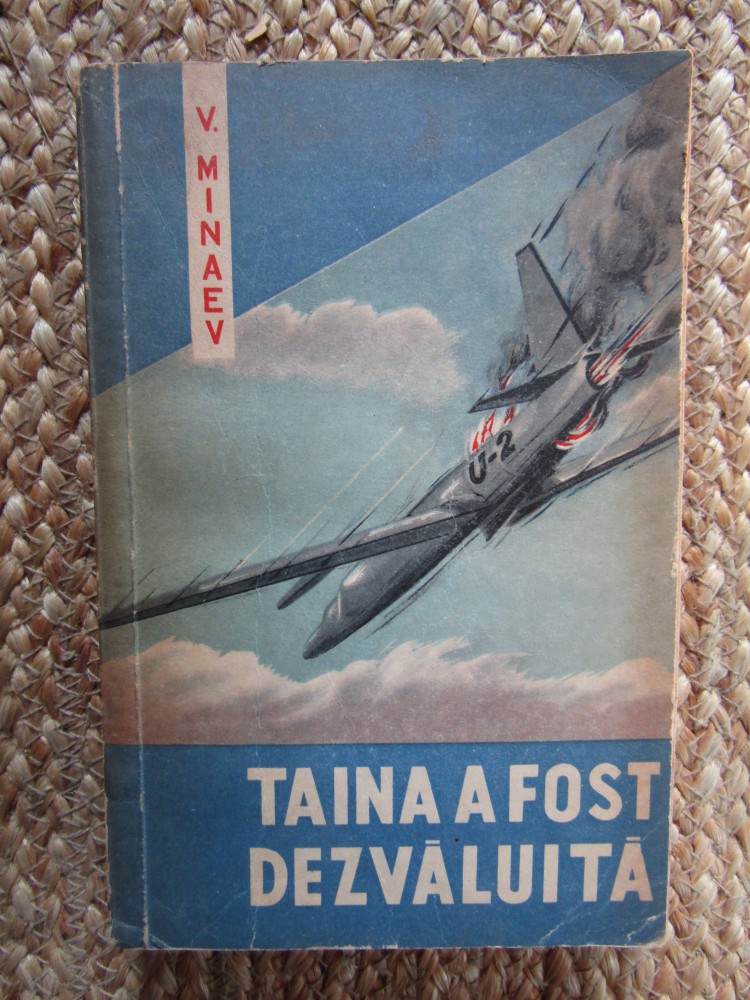 V. MINAEV
U-2
TAINA A FOST
DEZVĂLUITĂ